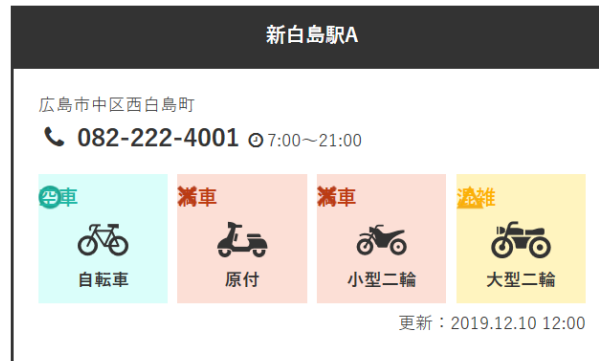 新白島駅A
広島市中区西白島町
082-222-4001 7:00～21:00
空車 満車 満車 混雑
自転車 原付 小型二輪 大型二輪
更新：2019.12.10 12:00